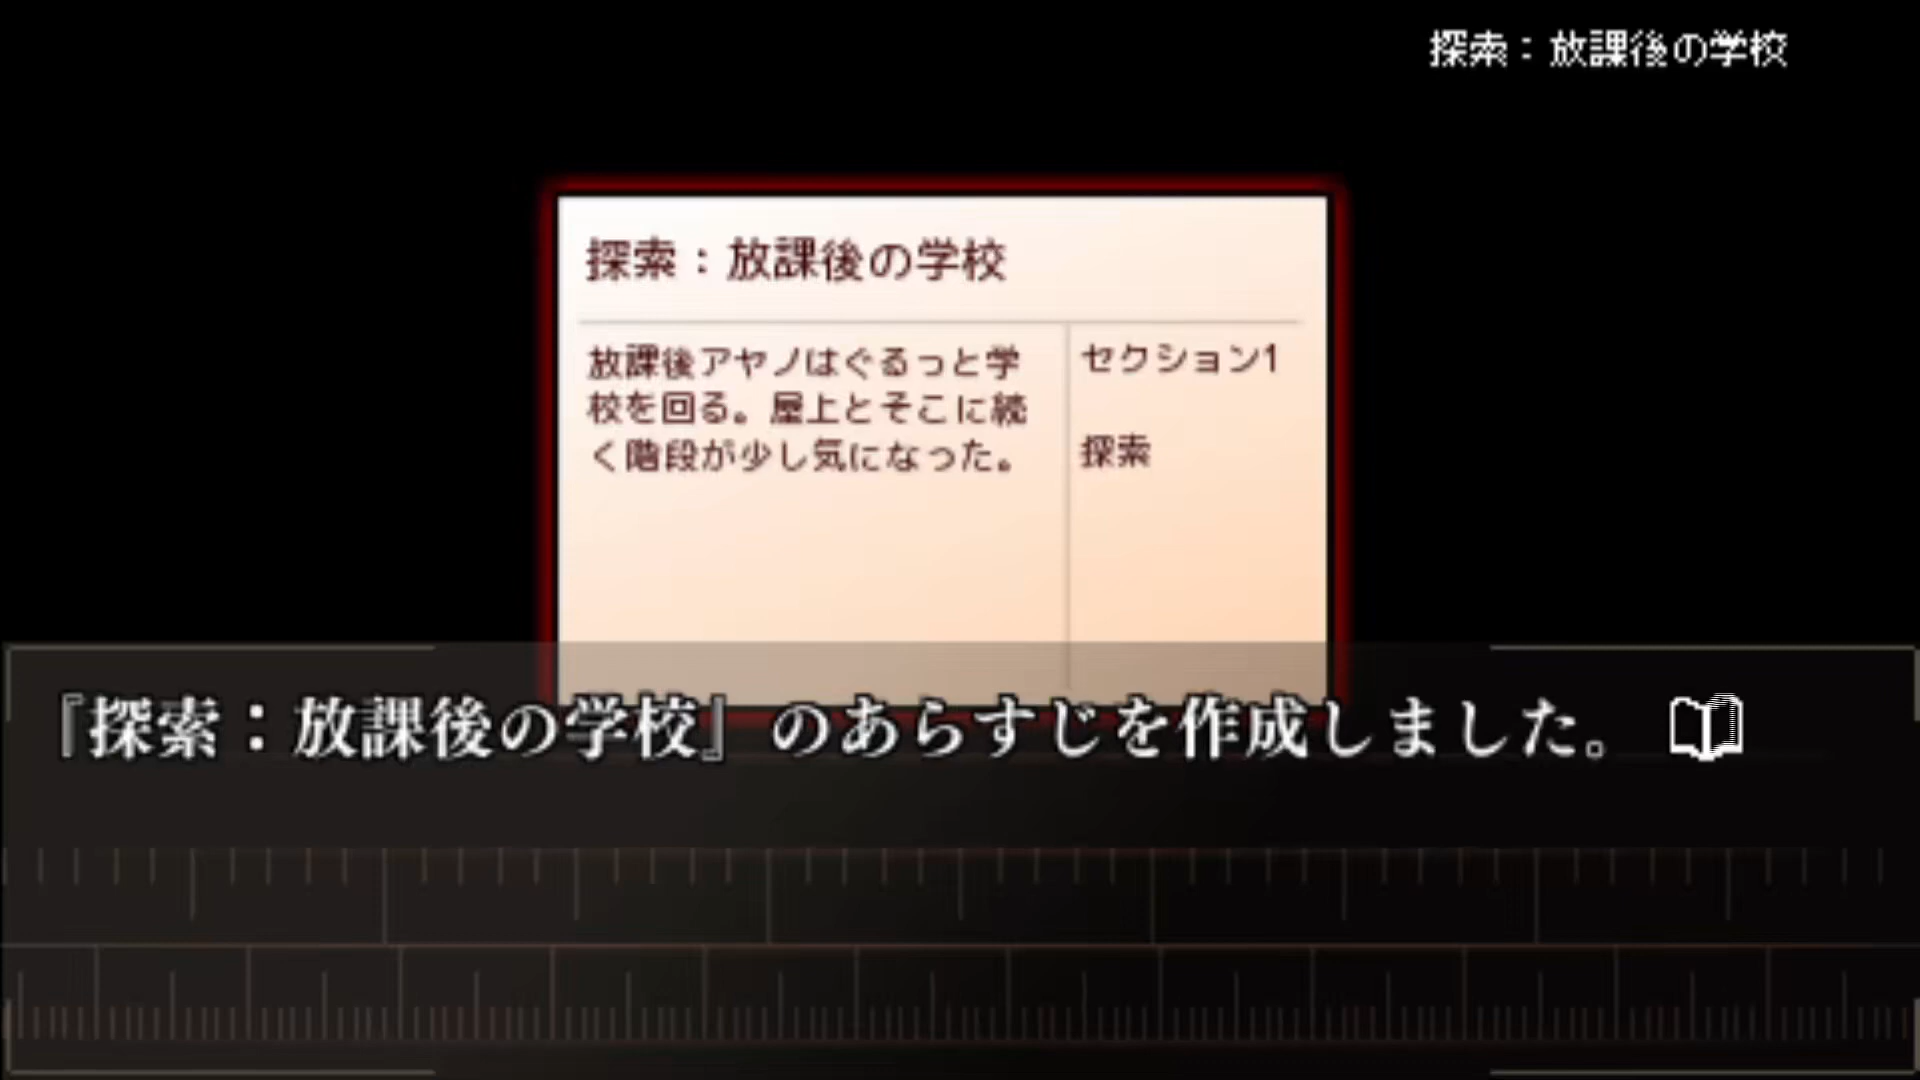 探索：放課後の学校
探索：放課後の学校
放課後アヤノはぐるっと学
校を回る。屋上とそこに続
く階段が少し気になった。
セクション1
探索
『探索：放課後の学校』のあらすじを作成しました。